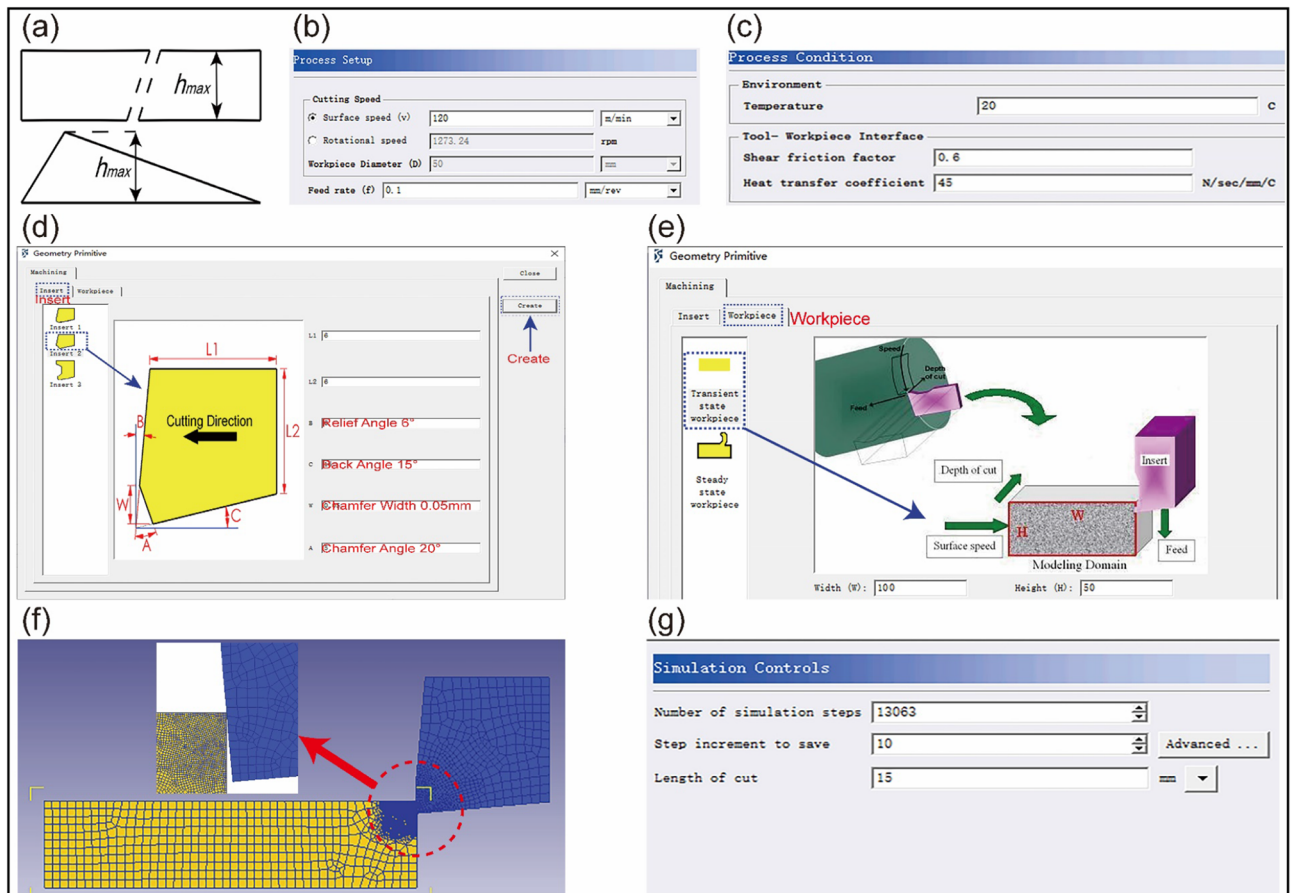 (a)
hmax
hmax
(b)
Process Setup
Cutting Speed
Surface speed (v) 120 m/min
Rotational speed 1273.24 rpm
Workpiece Diameter (D) 50 mm
Feed rate (f) 0.1 mm/rev
(c)
Process Condition
Environment
Temperature 20 C
Tool- Workpiece Interface
Shear friction factor 0.6
Heat transfer coefficient 45 N/sec/mm/C
(d)
Geometry Primitive
Machining
Insert Workpiece
Insert
Insert 1
Insert 2
Insert 3
L1
B
Cutting Direction
L2
W
C
A
L1 6
L2 6
B Relief Angle 6°
C Back Angle 15°
W Chamfer Width 0.05mm
A Chamfer Angle 20°
Close
Create
Create
(e)
Geometry Primitive
Machining
Insert Workpiece Workpiece
Transient
state
workpiece
Steady
state
workpiece
Speed
Depth
of cut
Feed
Depth of cut
Insert
W
H
Surface speed
Feed
Modeling Domain
Width (W): 100 Height (H): 50
(f)
(g)
Simulation Controls
Number of simulation steps 13063
Step increment to save 10 Advanced ...
Length of cut 15 mm